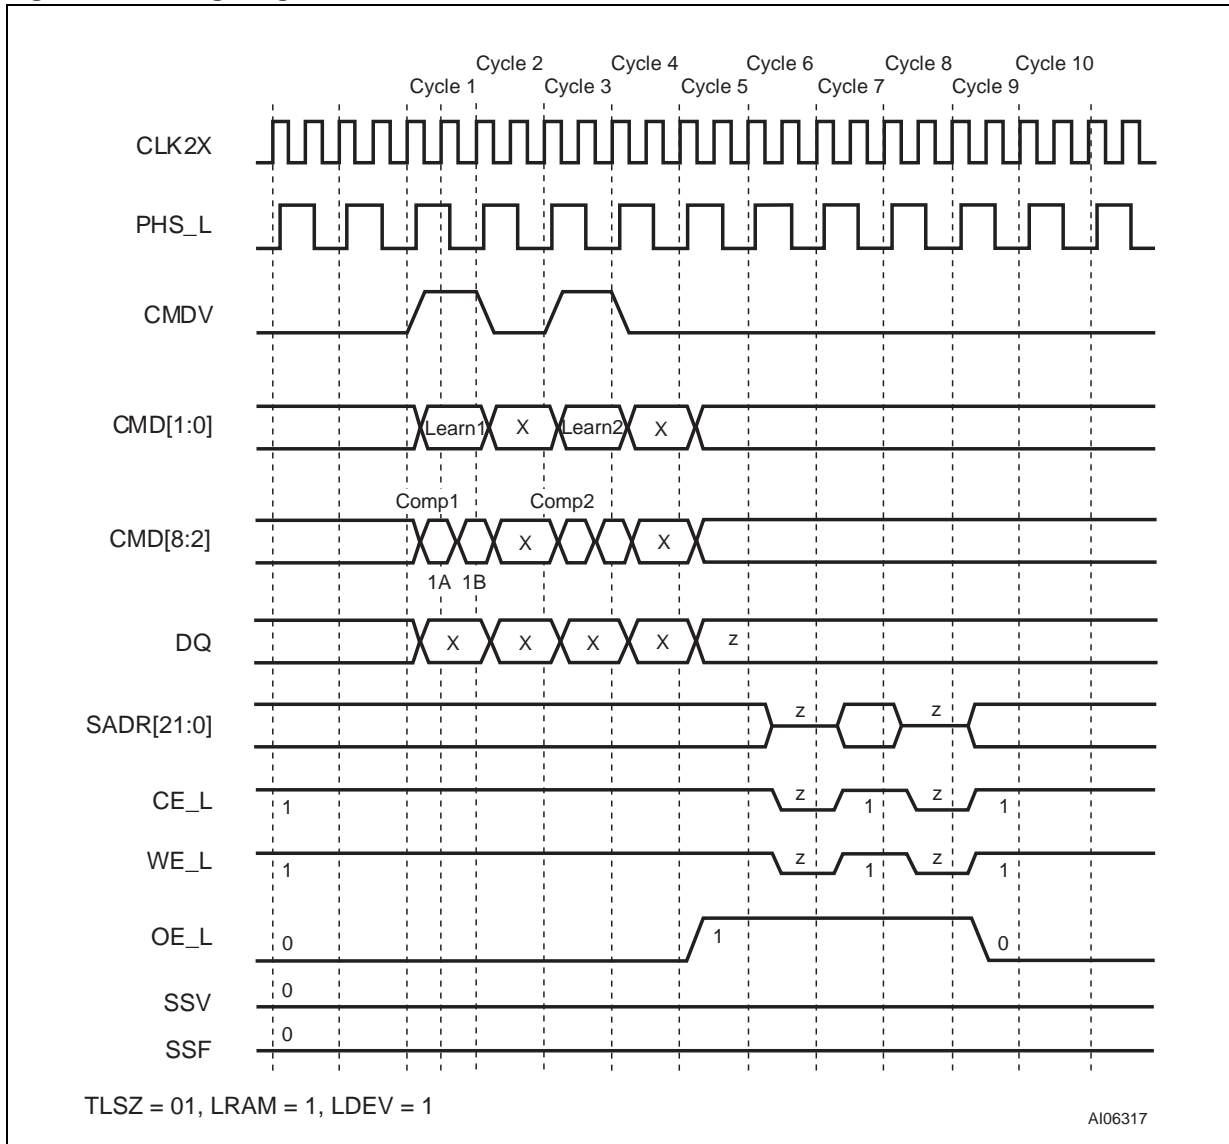 Cycle 2 Cycle 4 Cycle 6 Cycle 8 Cycle 10
Cycle 1 Cycle 3 Cycle 5 Cycle 7 Cycle 9
CLK2X
PHS_L
CMDV
CMD[1:0] Learn1 X Learn2 X
Comp1 Comp2
CMD[8:2] X X
1A 1B
DQ X X X X z
SADR[21:0] z z
CE_L 1 z 1 z 1
WE_L 1 z 1 z 1
OE_L 0 1 0
SSV 0
SSF 0
TLSZ = 01, LRAM = 1, LDEV = 1
AI06317